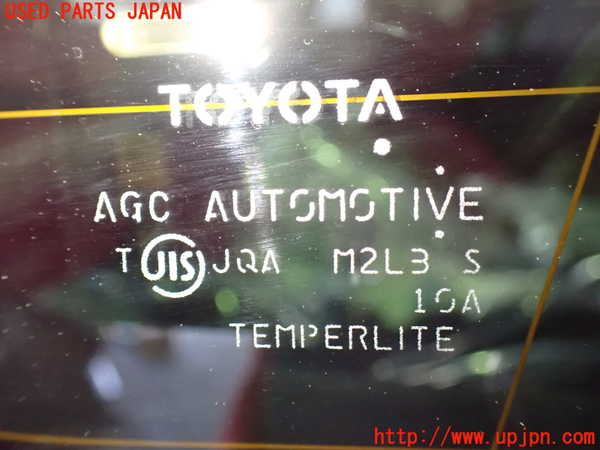 USED PARTS JAPAN
TOYOTA
AGC AUTOMOTIVE
T JIS JQA M2L3 S
10A
TEMPERLITE
http://www.upjpn.com